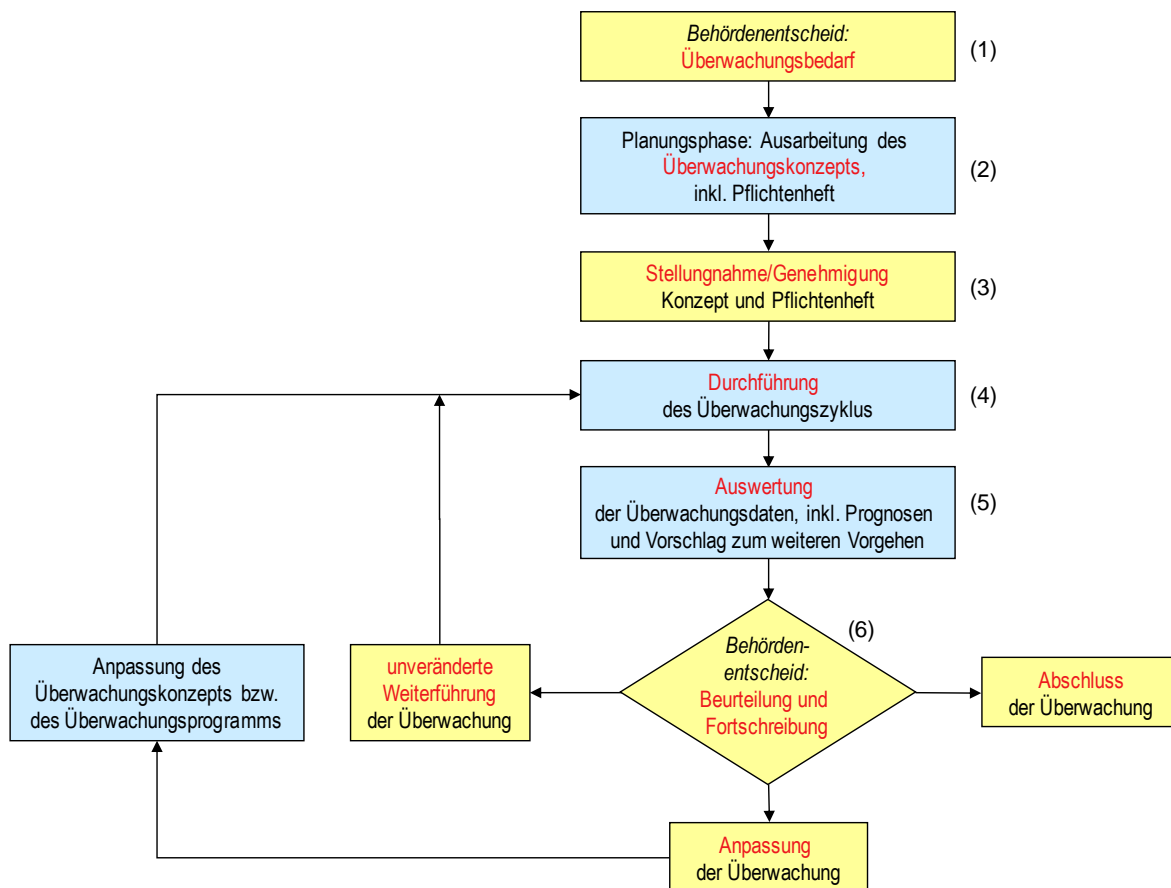 Behördenentscheid:
Überwachungsbedarf
(1)
Planungsphase: Ausarbeitung des
Überwachungskonzepts,
inkl. Pflichtenheft
(2)
Stellungnahme/Genehmigung
Konzept und Pflichtenheft
(3)
Durchführung
des Überwachungszyklus
(4)
Auswertung
der Überwachungsdaten, inkl. Prognosen
und Vorschlag zum weiteren Vorgehen
(5)
(6)
Behörden-
entscheid:
Beurteilung und
Fortschreibung
Anpassung des
Überwachungskonzepts bzw.
des Überwachungsprogramms
unveränderte
Weiterführung
der Überwachung
Abschluss
der Überwachung
Anpassung
der Überwachung